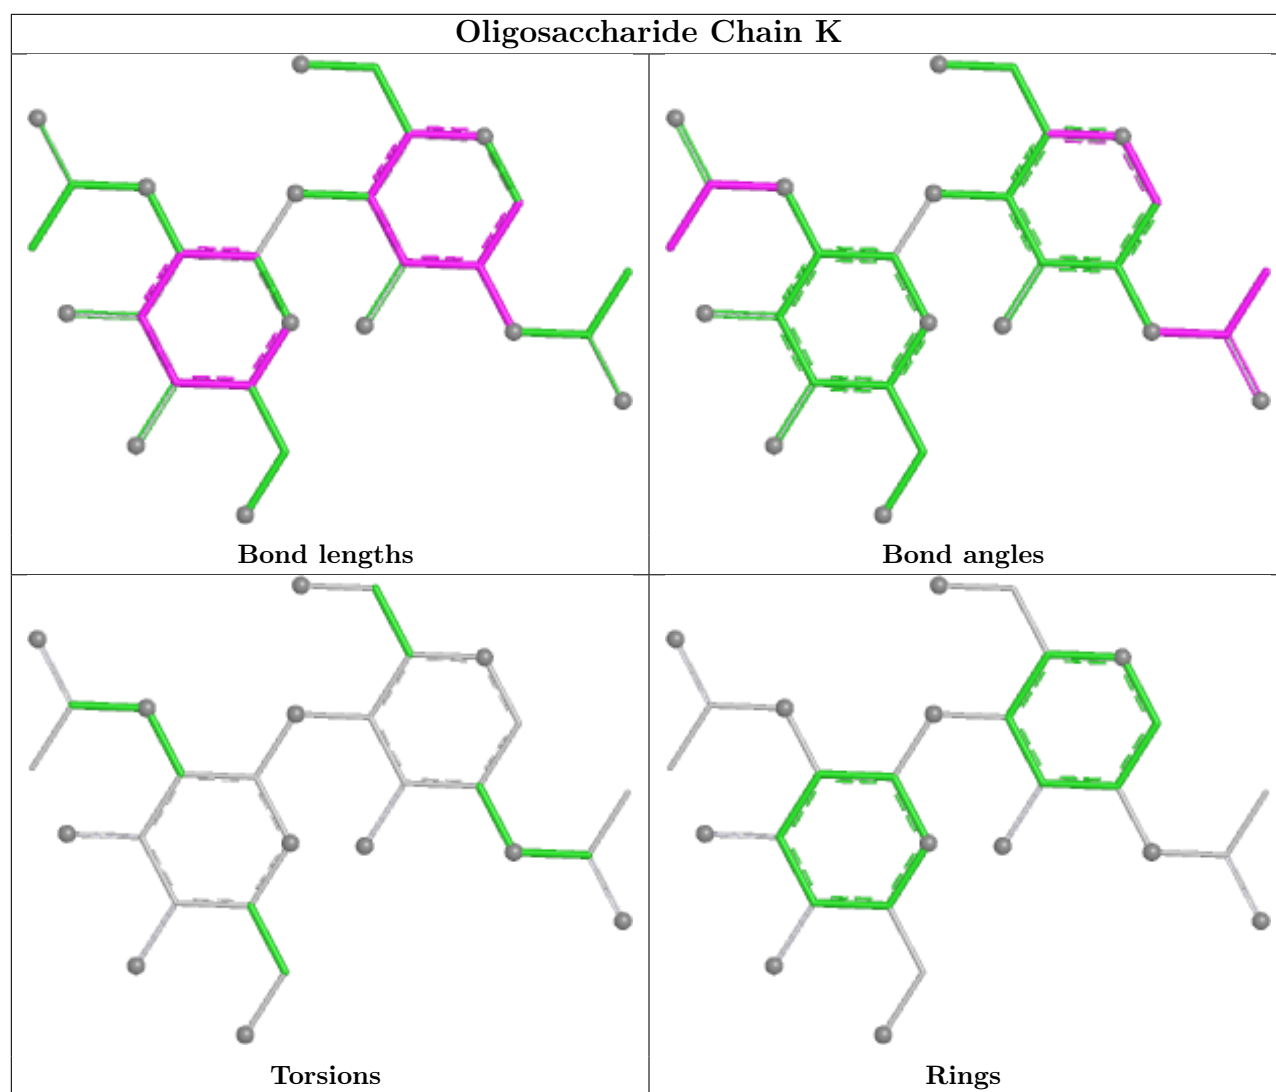 Oligosaccharide Chain K
Bond lengths
Bond angles
Torsions
Rings